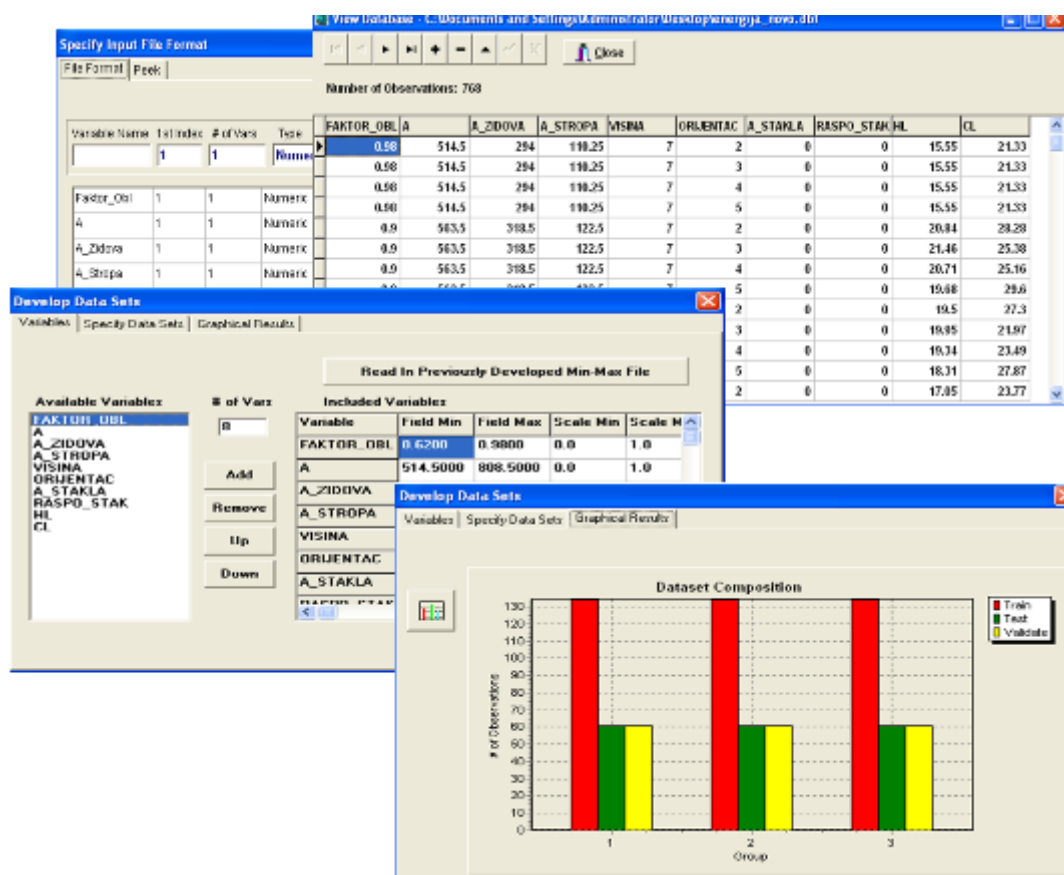 Specify Input File Format
File Format Peek
Variable Name 1st Index # of Vars Type
1 1 Numer
Faktor_Obl 1 1 Numeric
A 1 1 Numeric
A_Zidova 1 1 Numeric
A_Stropa 1 1 Numeric
View Database - C:\Documents and Settings\Administrator\Desktop\energija_novo.dbf
Close
Number of Observations: 768
FAKTOR_OBL A A_ZIDOVA A_STROPA VISINA ORIJENTAC A_STAKLA RASPO_STAK HL CL
0.98 514.5 294 110.25 7 2 0 0 15.55 21.33
0.98 514.5 294 110.25 7 3 0 0 15.55 21.33
0.98 514.5 294 110.25 7 4 0 0 15.55 21.33
0.98 514.5 294 110.25 7 5 0 0 15.55 21.33
0.9 563.5 318.5 122.5 7 2 0 0 20.84 28.28
0.9 563.5 318.5 122.5 7 3 0 0 21.46 25.38
0.9 563.5 318.5 122.5 7 4 0 0 20.71 25.16
5 0 0 19.68 29.6
2 0 0 19.5 27.3
3 0 0 19.95 21.97
4 0 0 19.34 23.49
5 0 0 18.31 27.87
2 0 0 17.05 23.77
Develop Data Sets
Variables Specify Data Sets Graphical Results
Read In Previously Developed Min-Max File
Available Variables
FAKTOR_OBL
A
A_ZIDOVA
A_STROPA
VISINA
ORIJENTAC
A_STAKLA
RASPO_STAK
HL
CL
# of Vars
8
Add
Remove
Up
Down
Included Variables
Variable Field Min Field Max Scale Min Scale M
FAKTOR_OBL 0.6200 0.9800 0.0 1.0
A 514.5000 808.5000 0.0 1.0
A_ZIDOVA
A_STROPA
VISINA
ORIJENTAC
A_STAKLA
RASPO_STAK
Develop Data Sets
Variables Specify Data Sets Graphical Results
Dataset Composition
Train
Test
Validate
# of Observations
130
120
110
100
90
80
70
60
50
40
30
20
10
0
1 2 3
Group